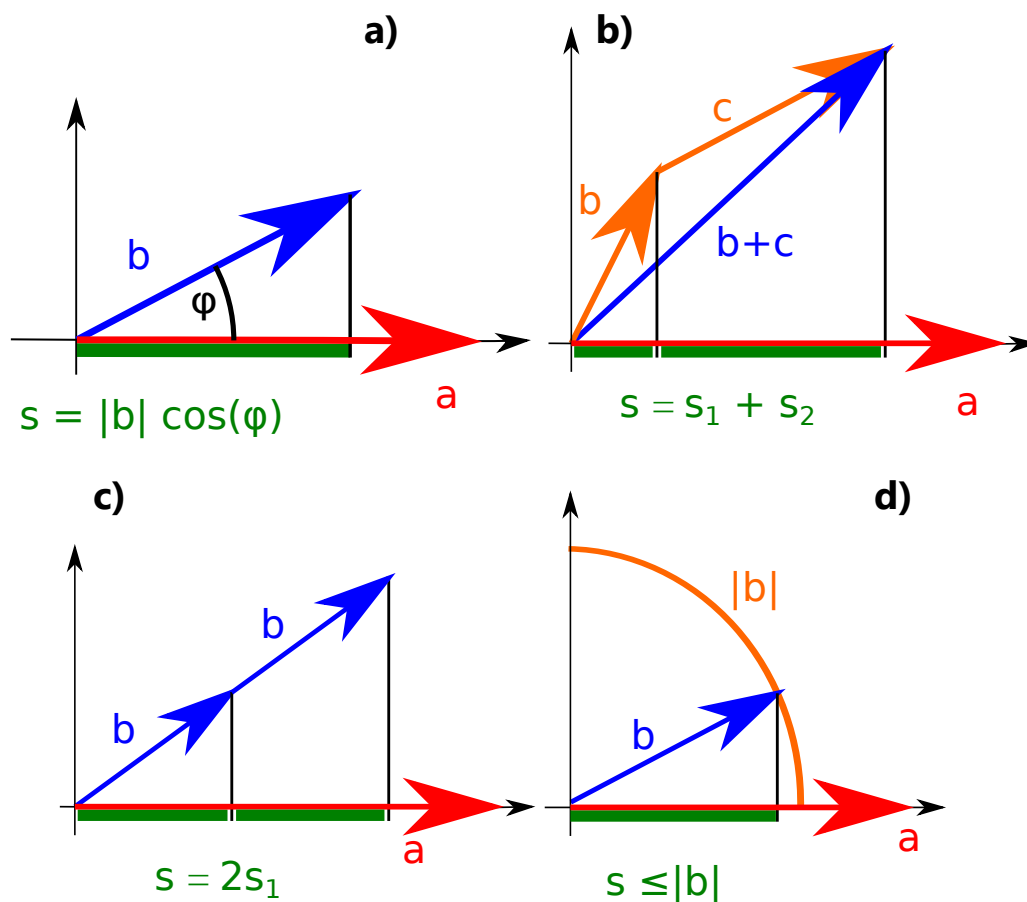 a)
b
φ
a
s = |b| cos(φ)
b)
c
b
b+c
s = s₁ + s₂
a
c)
b
b
a
s = 2s₁
d)
|b|
b
a
s ≤|b|